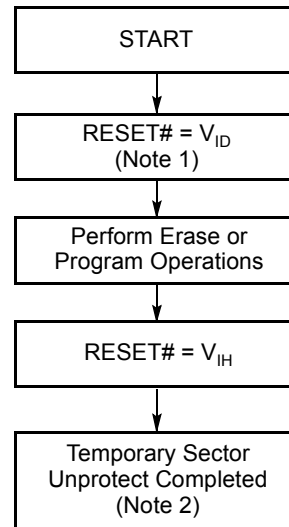 START
RESET# = VID
(Note 1)
Perform Erase or
Program Operations
RESET# = VIH
Temporary Sector
Unprotect Completed
(Note 2)